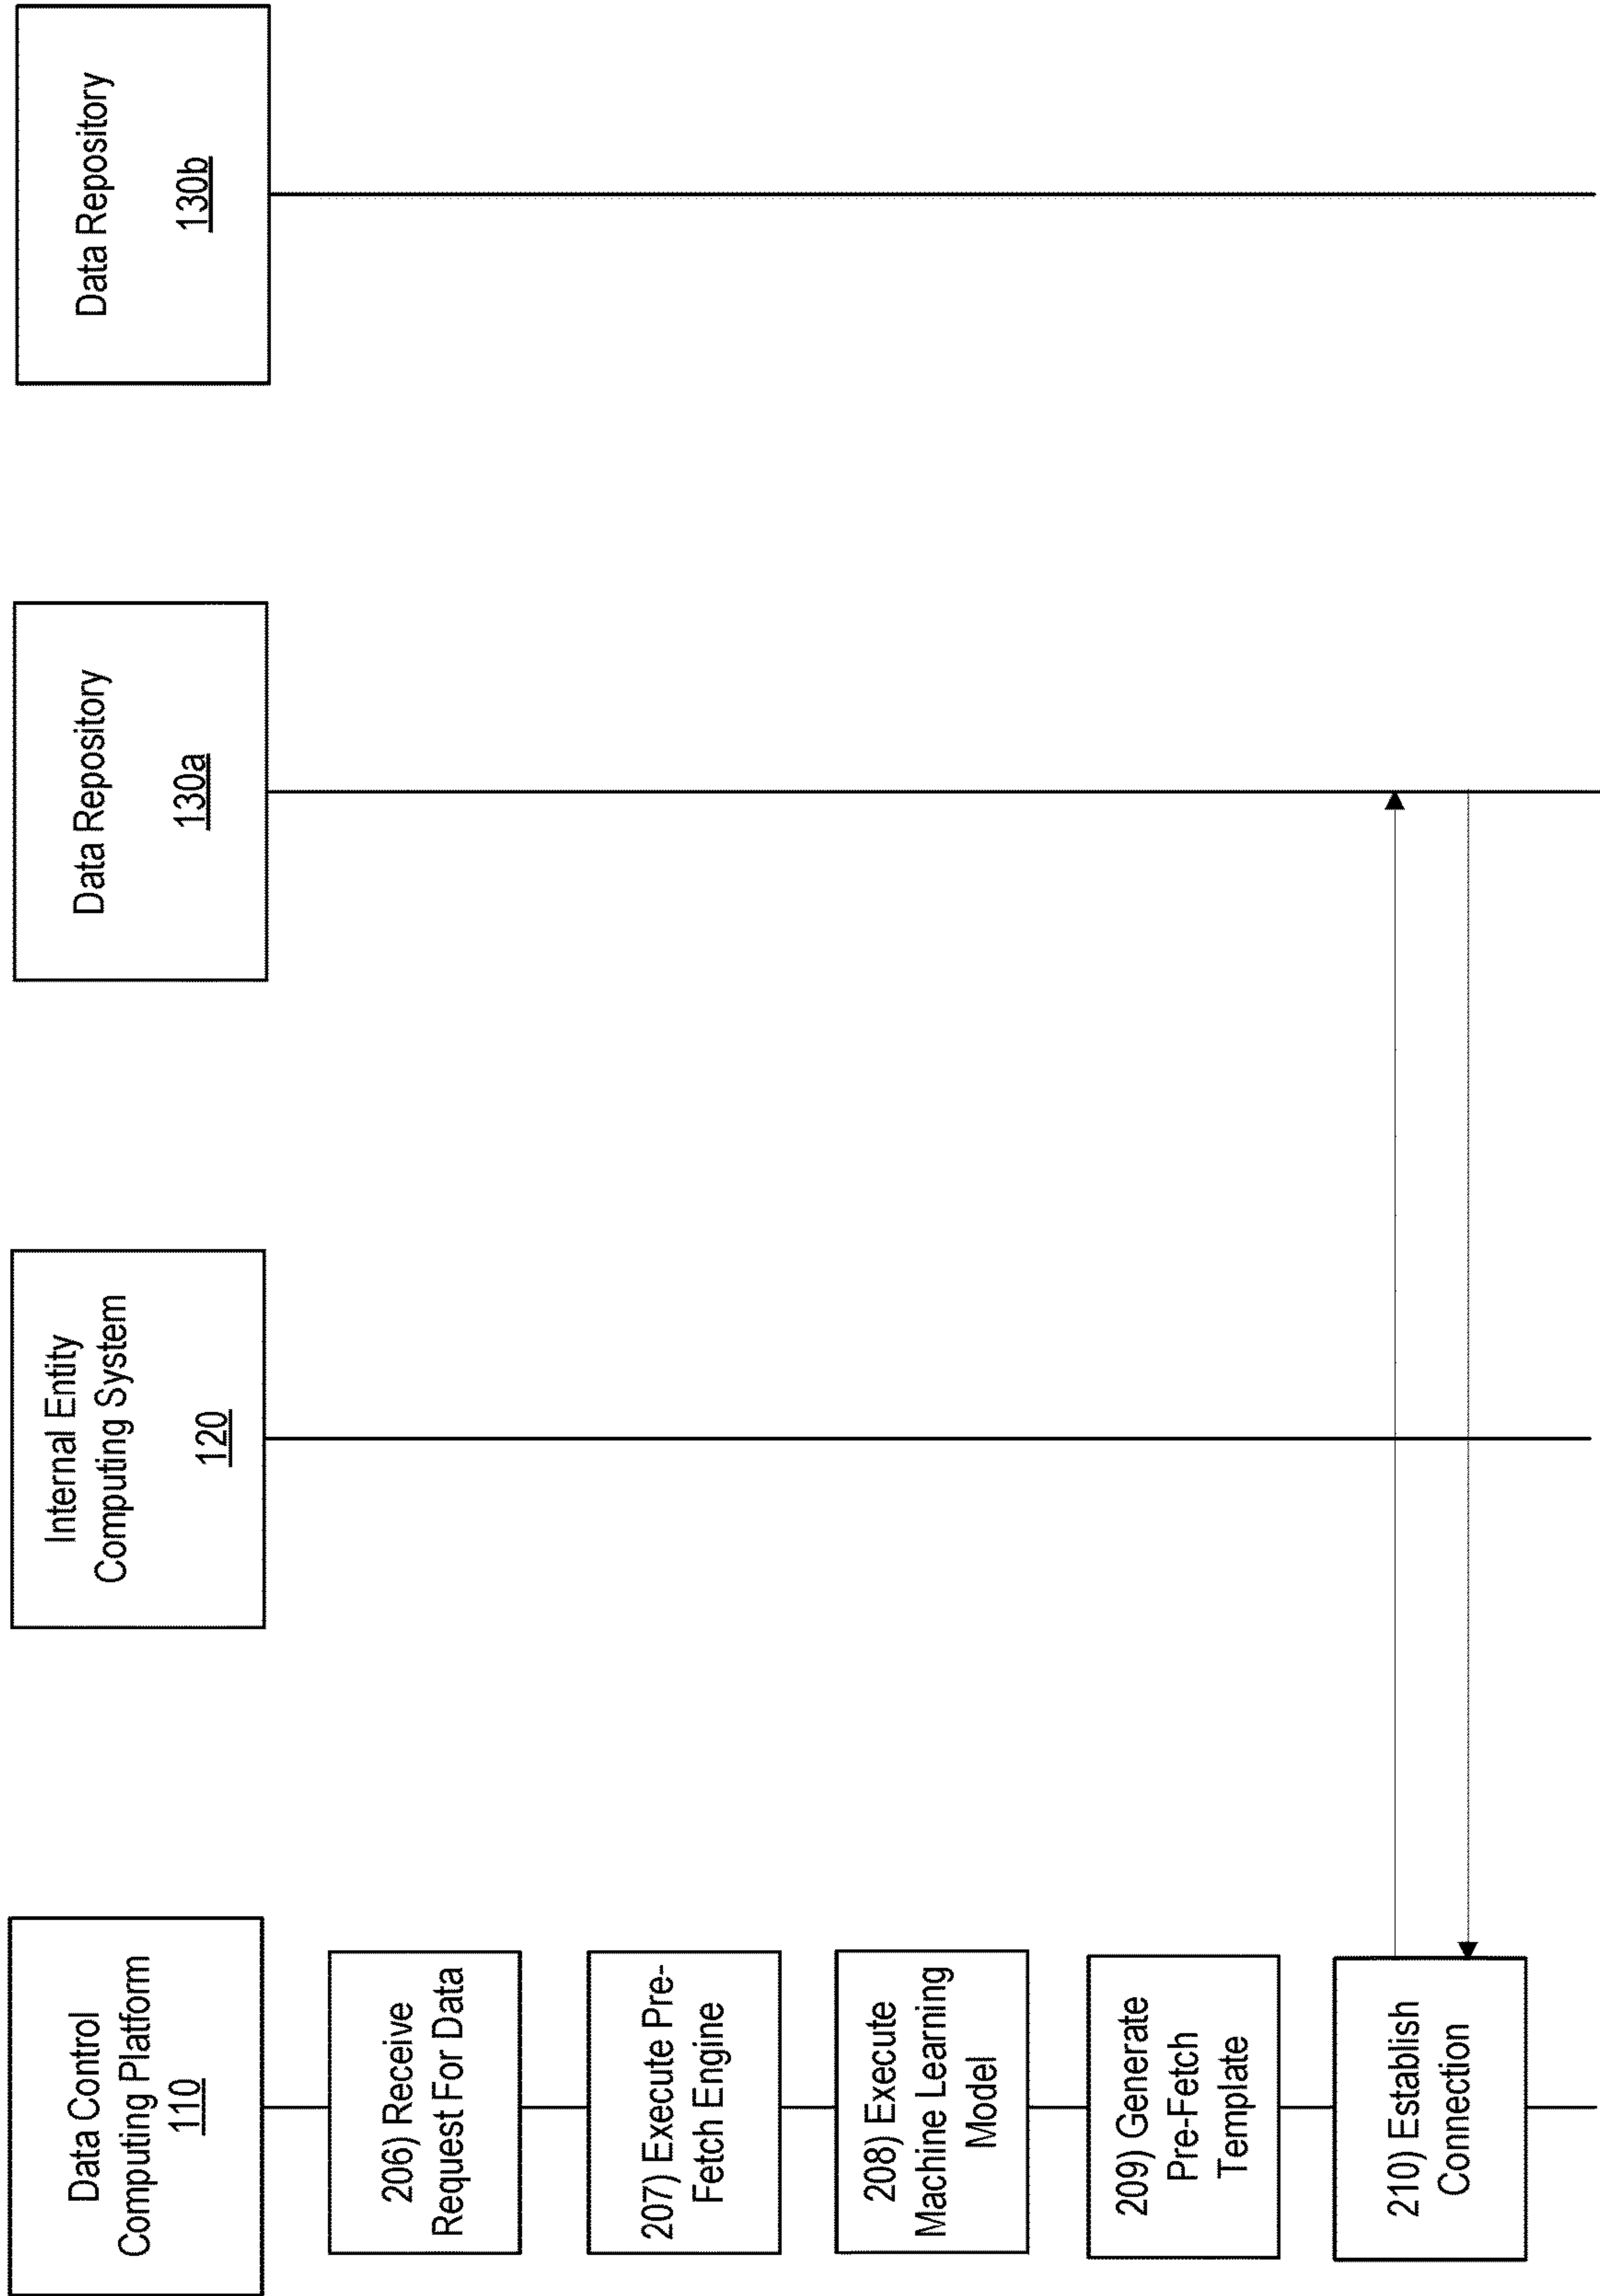 Data Control
Computing Platform
110
Internal Entity
Computing System
120
Data Repository
130a
Data Repository
130b
206) Receive
Request For Data
207) Execute Pre-
Fetch Engine
208) Execute
Machine Learning
Model
209) Generate
Pre-Fetch
Template
210) Establish
Connection